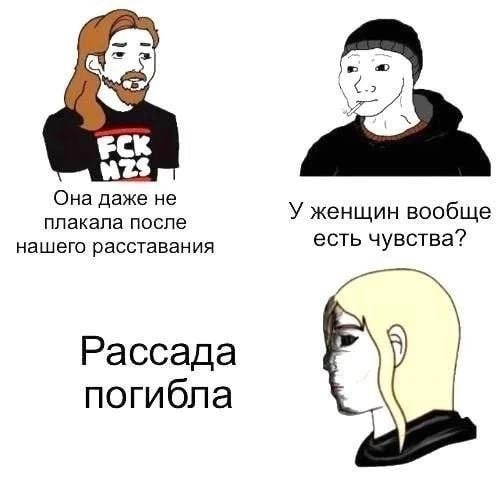 FCK
NZS
Она даже не
плакала после
нашего расставания
У женщин вообще
есть чувства?
Рассада
погибла